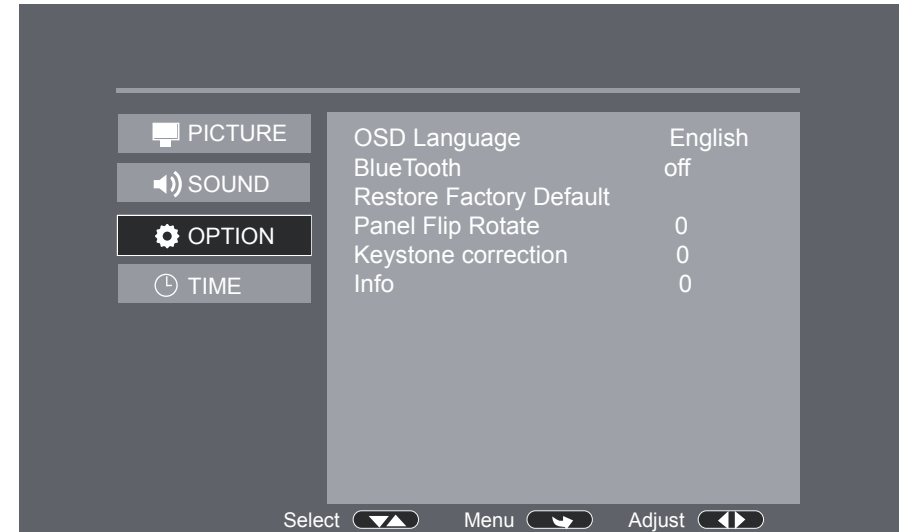 PICTURE
SOUND
OPTION
TIME
OSD Language English
BlueTooth off
Restore Factory Default
Panel Flip Rotate 0
Keystone correction 0
Info 0
Select Menu Adjust